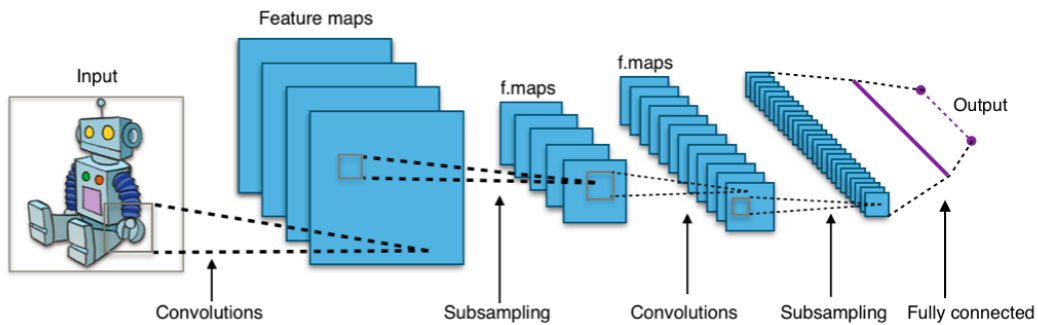 Feature maps
Input
f.maps
f.maps
Output
Convolutions
Subsampling
Convolutions
Subsampling
Fully connected